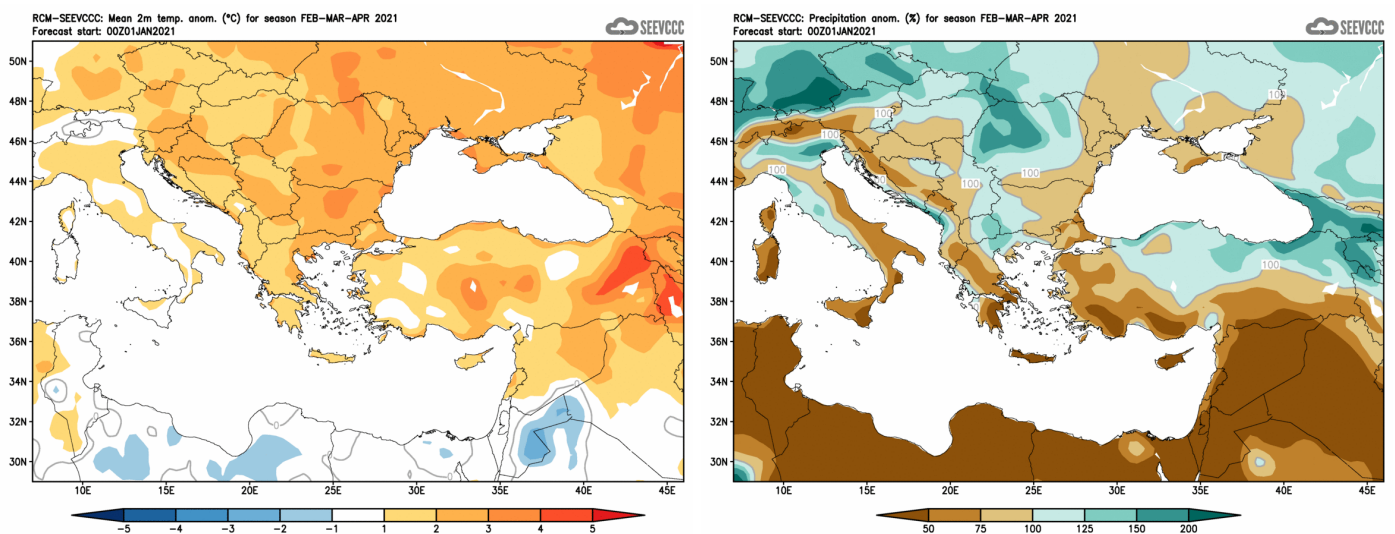 RCM-SEEVCCC: Mean 2m temp. anom. (°C) for season FEB-MAR-APR 2021
Forecast start: 00Z01JAN2021
SEEVCCC
50N
48N
46N
44N
42N
40N
38N
36N
34N
32N
30N
0
0
10E 15E 20E 25E 30E 35E 40E 45E
-5 -4 -3 -2 -1 1 2 3 4 5
RCM-SEEVCCC: Precipitation anom. (%) for season FEB-MAR-APR 2021
Forecast start: 00Z01JAN2021
SEEVCCC
50N
48N
46N
44N
42N
40N
38N
36N
34N
32N
30N
100
100
100
100
100
100
100
10E 15E 20E 25E 30E 35E 40E 45E
50 75 100 125 150 200